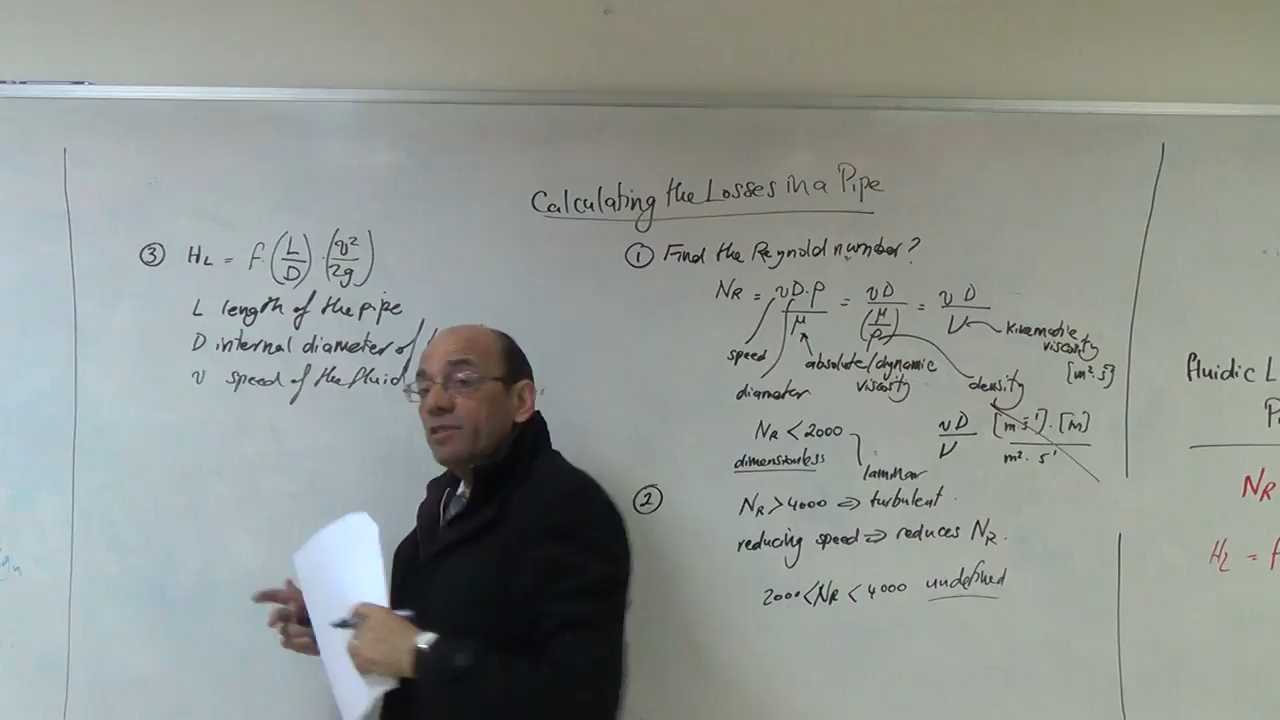 Calculating the Losses in a Pipe
③ HL = f·(L/D)·(v²/2g)
L length of the pipe
D internal diameter of
v speed of the fluid
① Find the Reynold number?
NR = vD·ρ/μ = vD/(μ/ρ) = vD/ν
kinematic viscosity
[m²·s⁻¹]
speed
absolute/dynamic viscosity
density
diameter
NR < 2000
laminar
dimensionless
vD/ν [m s⁻¹]·[m] / m²·s⁻¹
② NR > 4000 ⇒ turbulent.
reducing speed ⇒ reduces NR.
2000 < NR < 4000 undefined
fluidic L
NR
HL = f